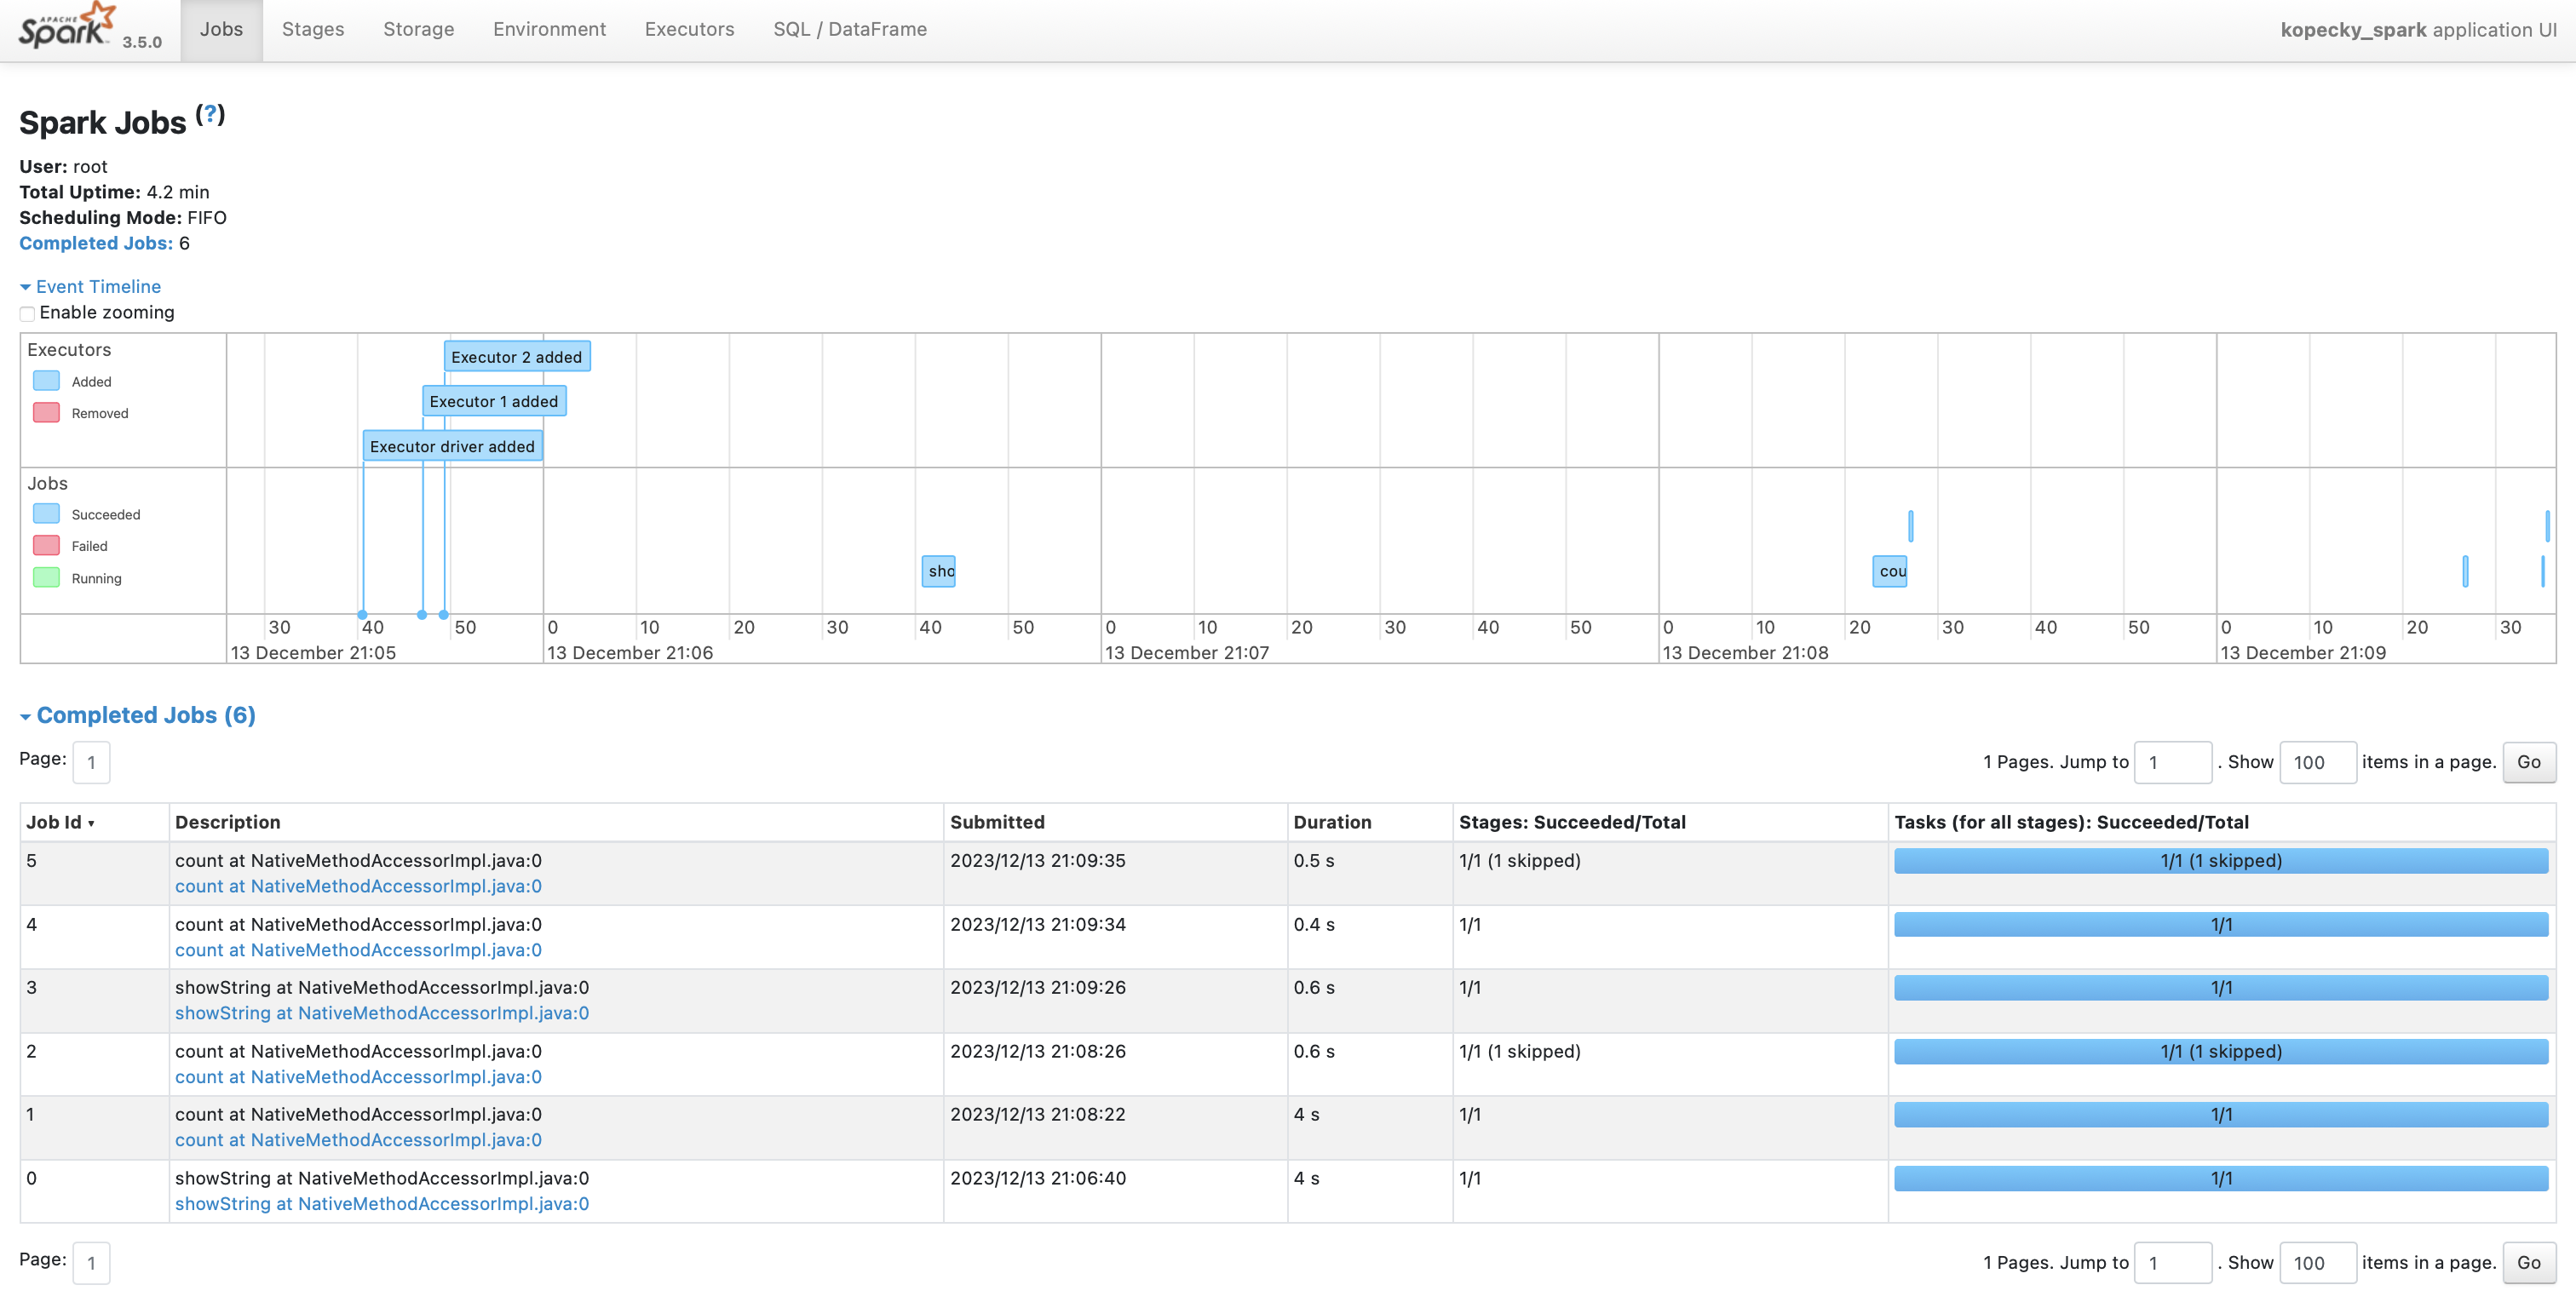 APACHE
Spark 3.5.0 Jobs Stages Storage Environment Executors SQL / DataFrame kopecky_spark application UI
Spark Jobs (?)
User: root
Total Uptime: 4.2 min
Scheduling Mode: FIFO
Completed Jobs: 6
Event Timeline
Enable zooming
Executors
Added
Removed
Executor 2 added
Executor 1 added
Executor driver added
Jobs
Succeeded
Failed
Running
sho
cou
30 40 50 0 10 20 30 40 50 0 10 20 30 40 50 0 10 20 30 40 50 0 10 20 30
13 December 21:05 13 December 21:06 13 December 21:07 13 December 21:08 13 December 21:09
Completed Jobs (6)
Page: 1 1 Pages. Jump to 1 . Show 100 items in a page. Go
Job Id ▾ Description Submitted Duration Stages: Succeeded/Total Tasks (for all stages): Succeeded/Total
5 count at NativeMethodAccessorImpl.java:0 2023/12/13 21:09:35 0.5 s 1/1 (1 skipped) 1/1 (1 skipped)
count at NativeMethodAccessorImpl.java:0
4 count at NativeMethodAccessorImpl.java:0 2023/12/13 21:09:34 0.4 s 1/1 1/1
count at NativeMethodAccessorImpl.java:0
3 showString at NativeMethodAccessorImpl.java:0 2023/12/13 21:09:26 0.6 s 1/1 1/1
showString at NativeMethodAccessorImpl.java:0
2 count at NativeMethodAccessorImpl.java:0 2023/12/13 21:08:26 0.6 s 1/1 (1 skipped) 1/1 (1 skipped)
count at NativeMethodAccessorImpl.java:0
1 count at NativeMethodAccessorImpl.java:0 2023/12/13 21:08:22 4 s 1/1 1/1
count at NativeMethodAccessorImpl.java:0
0 showString at NativeMethodAccessorImpl.java:0 2023/12/13 21:06:40 4 s 1/1 1/1
showString at NativeMethodAccessorImpl.java:0
Page: 1 1 Pages. Jump to 1 . Show 100 items in a page. Go